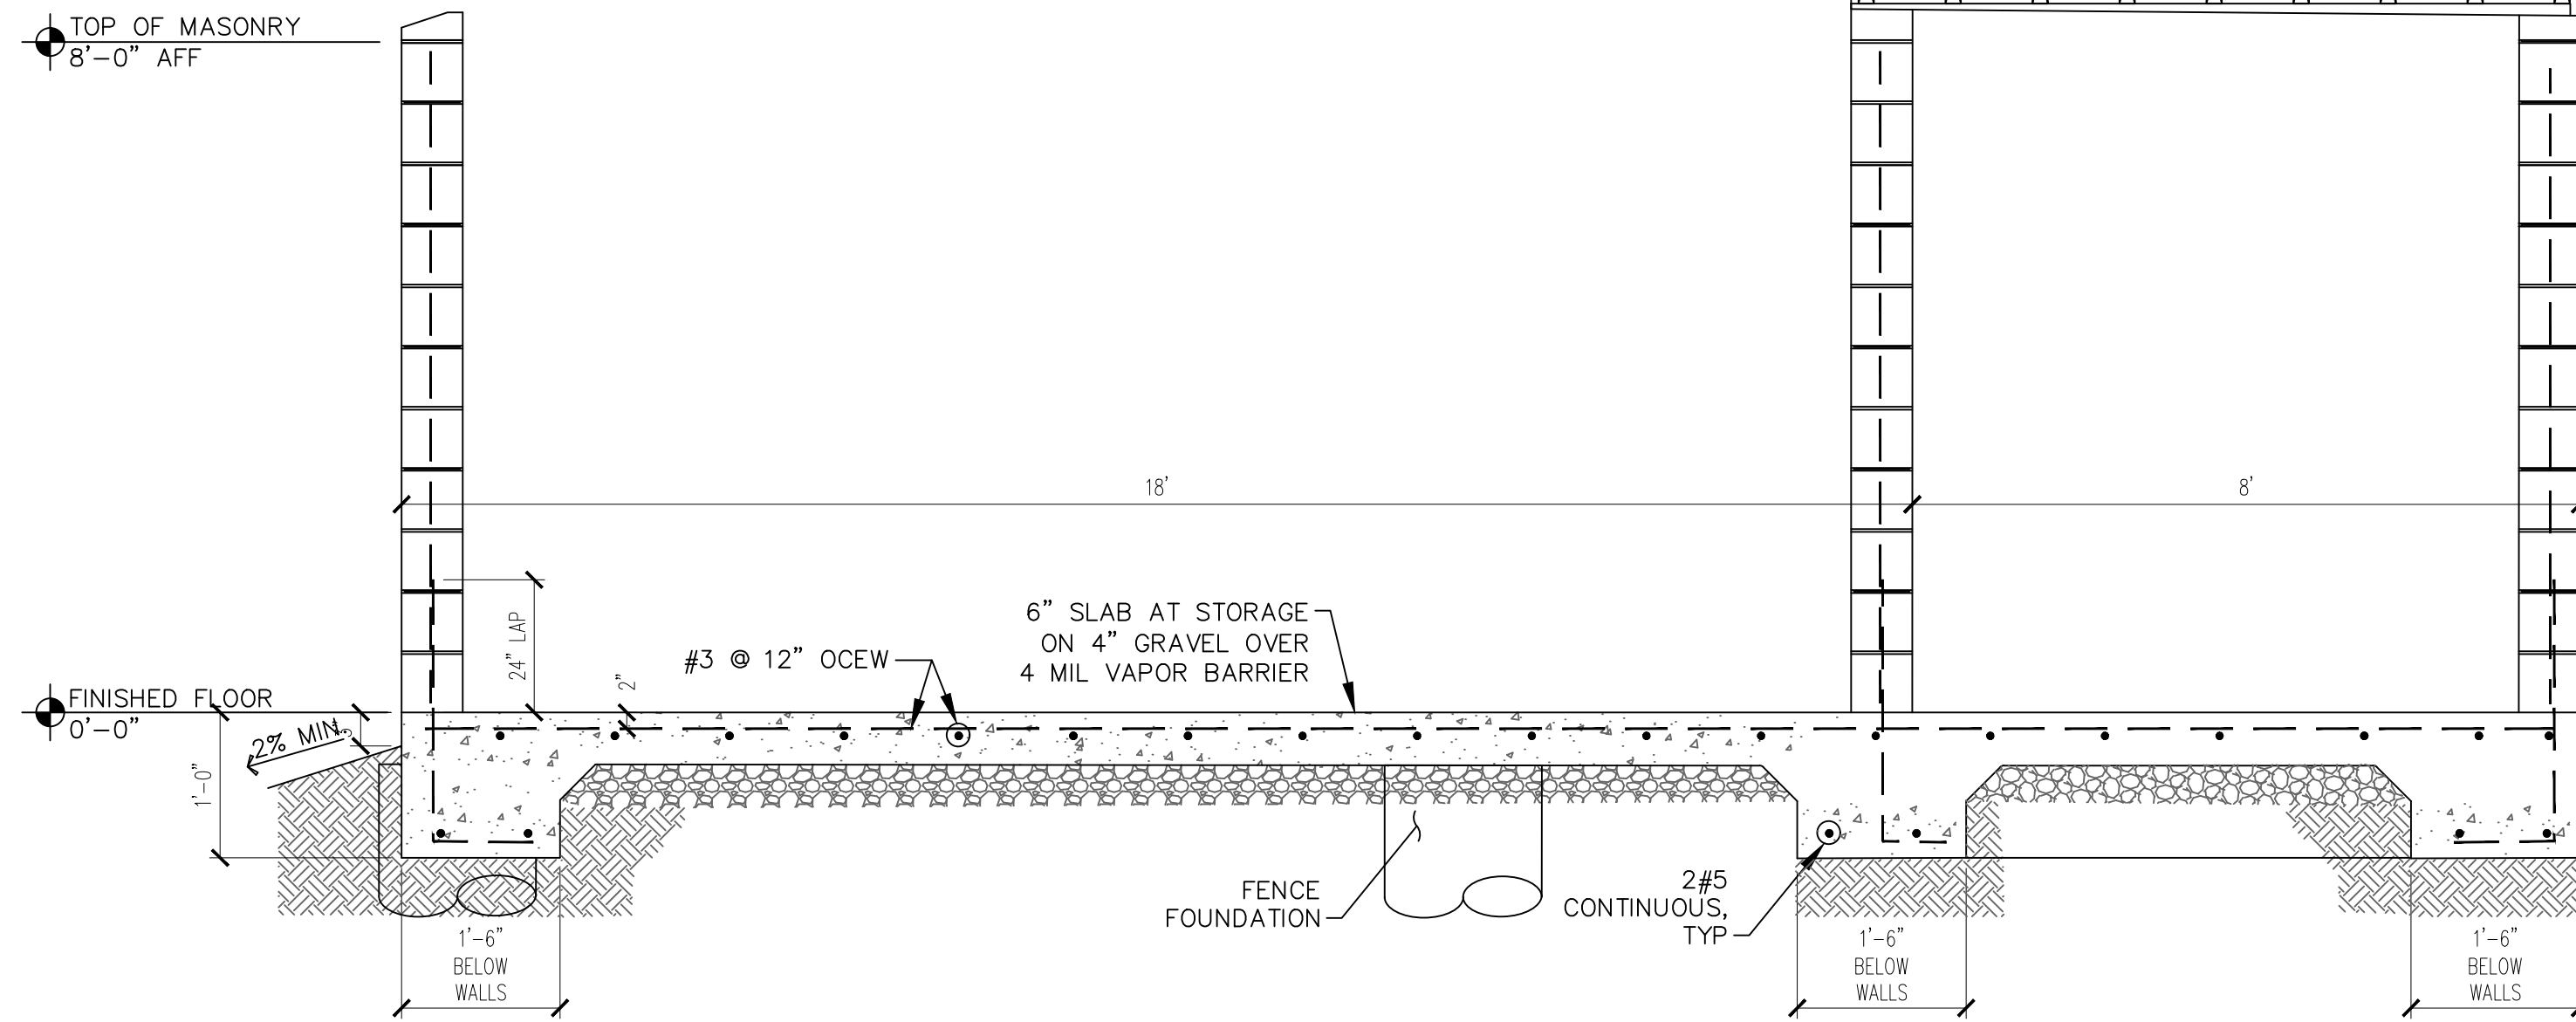 TOP OF MASONRY
8'-0" AFF
18'
8'
24" LAP
2"
#3 @ 12" OCEW
6" SLAB AT STORAGE
ON 4" GRAVEL OVER
4 MIL VAPOR BARRIER
FINISHED FLOOR
0'-0"
2% MIN.
1'-0"
FENCE
FOUNDATION
2#5
CONTINUOUS,
TYP
1'-6"
BELOW
WALLS
1'-6"
BELOW
WALLS
1'-6"
BELOW
WALLS